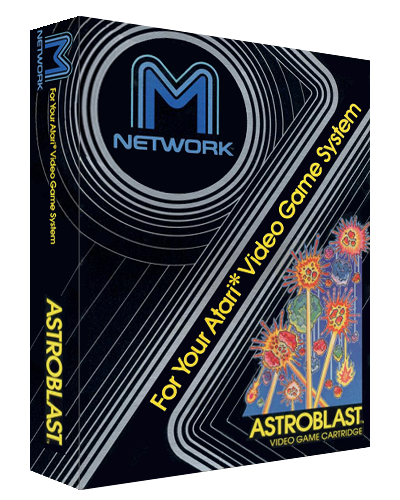 M
NETWORK
For Your Atari* Video Game System
ASTROBLAST
M
NETWORK
For Your Atari* Video Game System
ASTROBLAST
VIDEO GAME CARTRIDGE